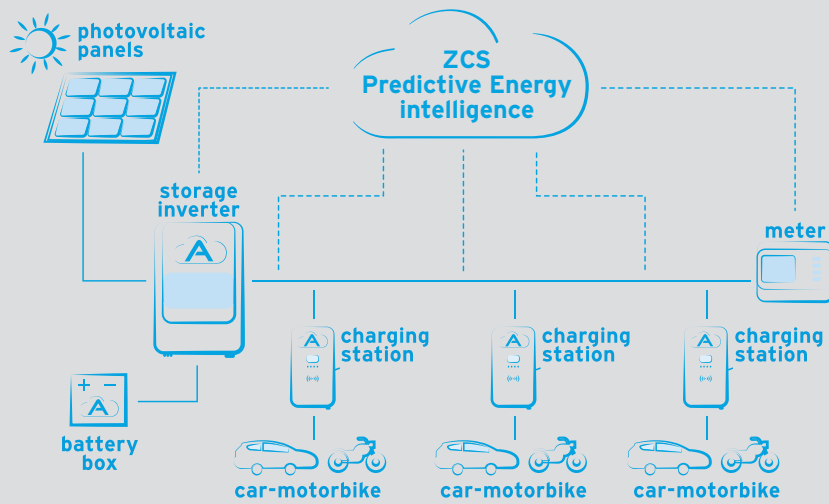 photovoltaic
panels
ZCS
Predictive Energy
intelligence
storage
inverter
meter
charging
station
charging
station
charging
station
battery
box
car-motorbike
car-motorbike
car-motorbike